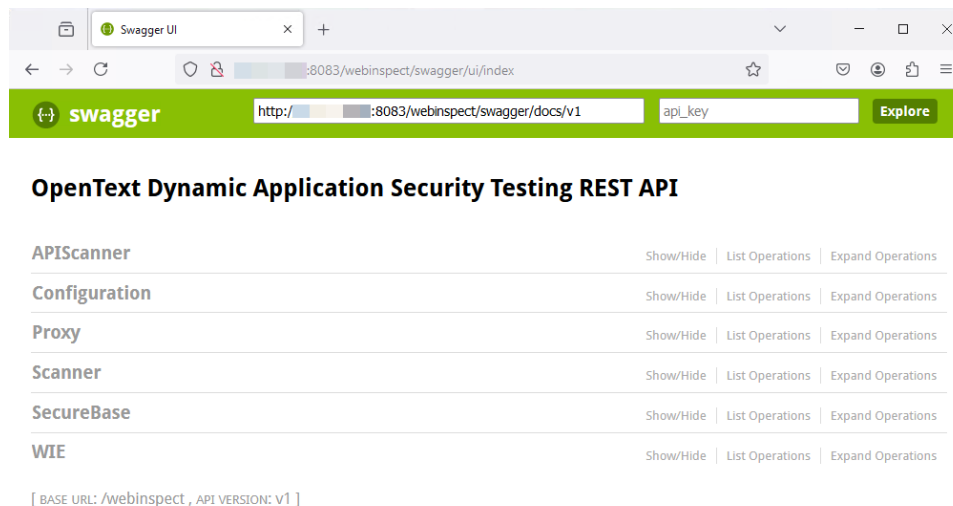 Swagger UI
:8083/webinspect/swagger/ui/index
swagger
http:/ :8083/webinspect/swagger/docs/v1
api_key
Explore
OpenText Dynamic Application Security Testing REST API
APIScanner Show/Hide List Operations Expand Operations
Configuration Show/Hide List Operations Expand Operations
Proxy Show/Hide List Operations Expand Operations
Scanner Show/Hide List Operations Expand Operations
SecureBase Show/Hide List Operations Expand Operations
WIE Show/Hide List Operations Expand Operations
[ BASE URL: /webinspect , API VERSION: v1 ]